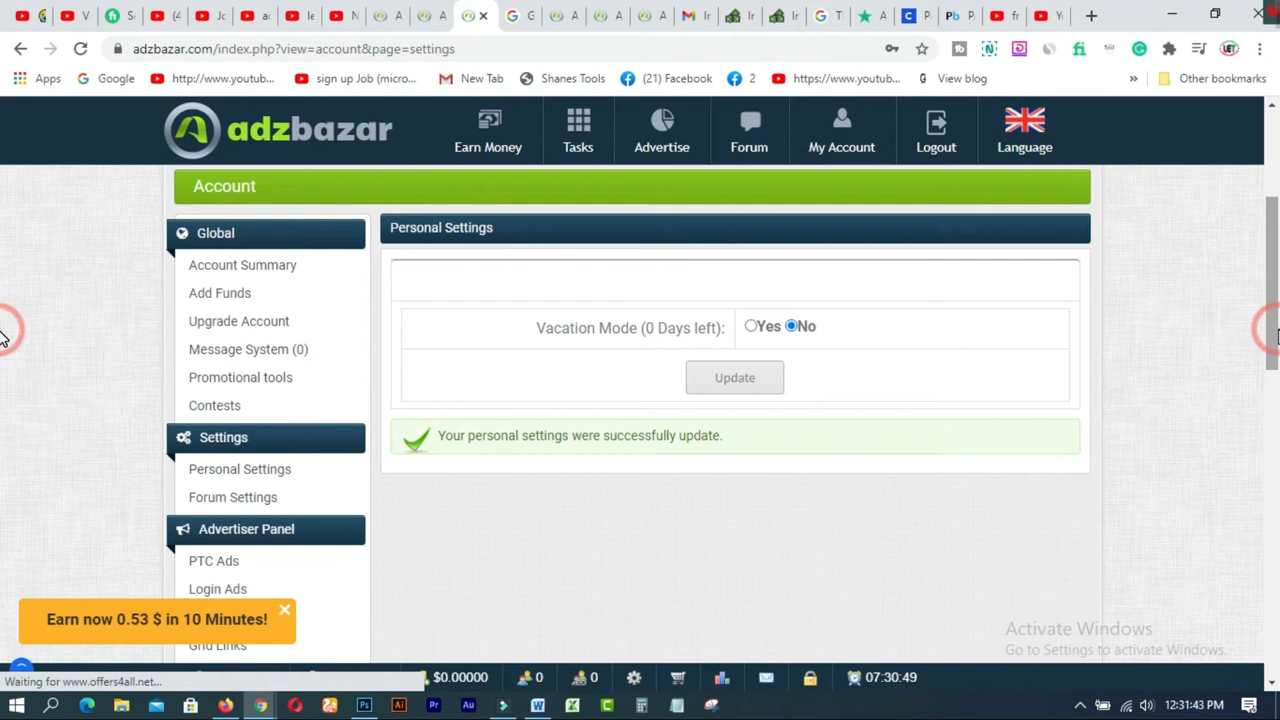 adzbazar.com/index.php?view=account&page=settings
Apps Google http://www.youtub... sign up Job (micro... New Tab Shanes Tools (21) Facebook 2 https://www.youtub... View blog » Other bookmarks
adzbazar
Earn Money Tasks Advertise Forum My Account Logout Language
Account
Global
Account Summary
Add Funds
Upgrade Account
Message System (0)
Promotional tools
Contests
Settings
Personal Settings
Forum Settings
Advertiser Panel
PTC Ads
Login Ads
Grid Links
Personal Settings
Vacation Mode (0 Days left): Yes No
Update
Your personal settings were successfully update.
Earn now 0.53 $ in 10 Minutes!
Activate Windows
Go to Settings to activate Windows.
$0.00000 0 0 07:30:49
Waiting for www.offers4all.net...
12:31:43 PM